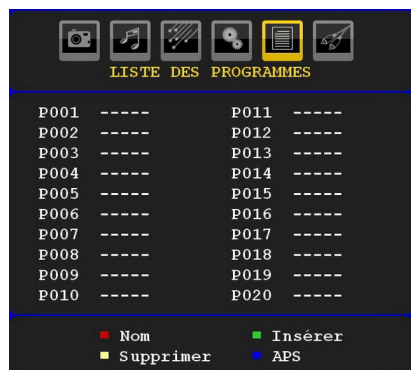 LISTE DES PROGRAMMES
P001 ----- P011 -----
P002 ----- P012 -----
P003 ----- P013 -----
P004 ----- P014 -----
P005 ----- P015 -----
P006 ----- P016 -----
P007 ----- P017 -----
P008 ----- P018 -----
P009 ----- P019 -----
P010 ----- P020 -----
Nom Insérer
Supprimer APS